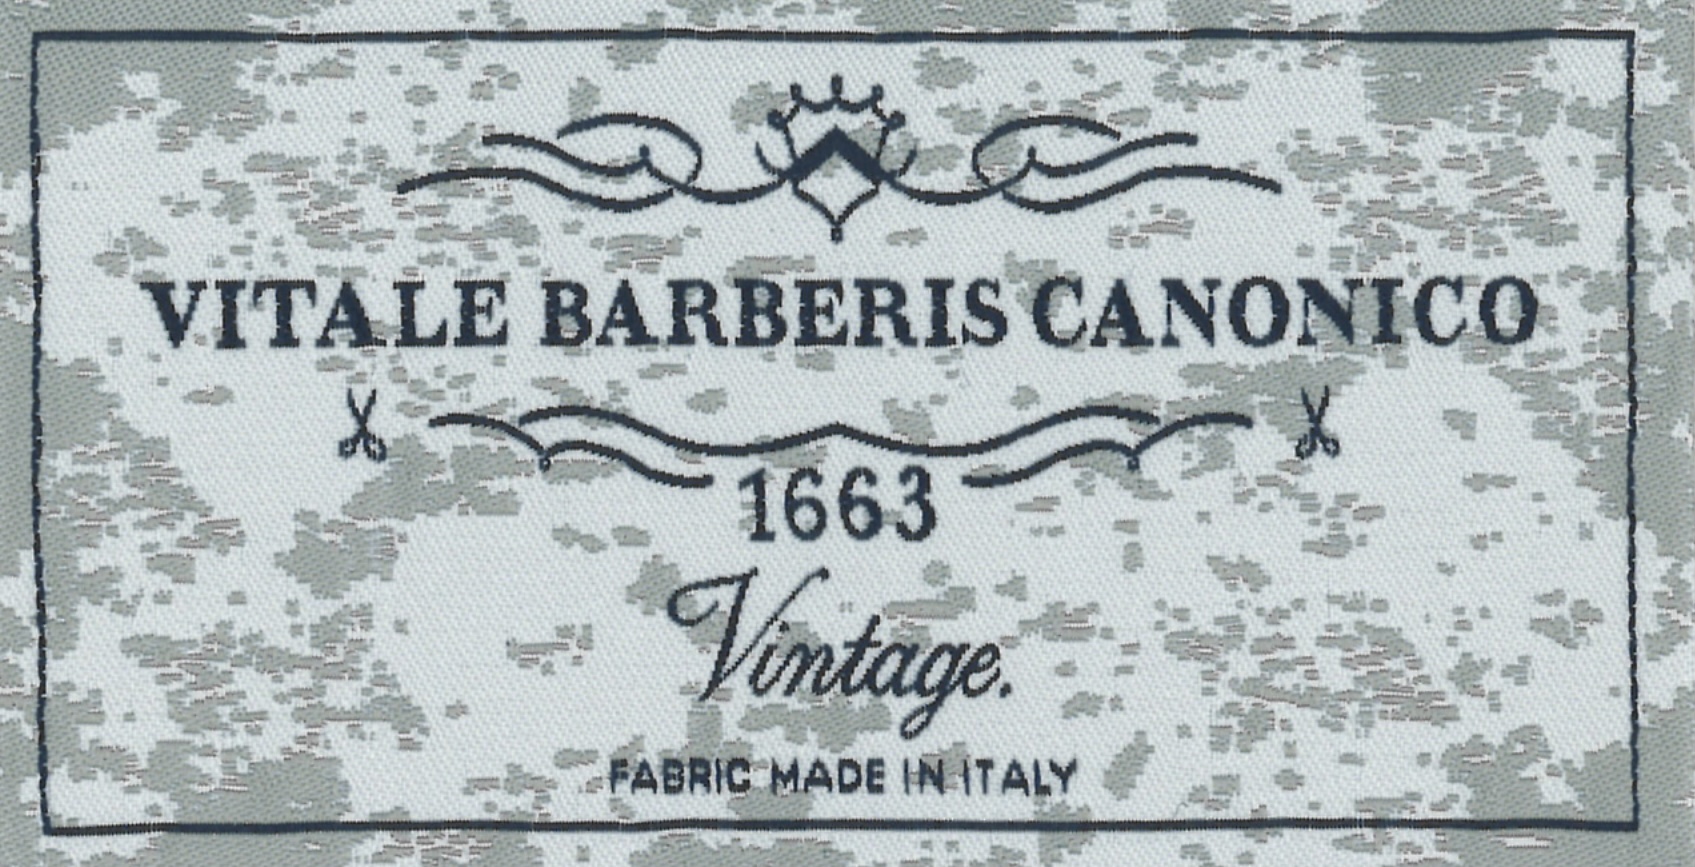 VITALE BARBERIS CANONICO
1663
Vintage.
FABRIC MADE IN ITALY